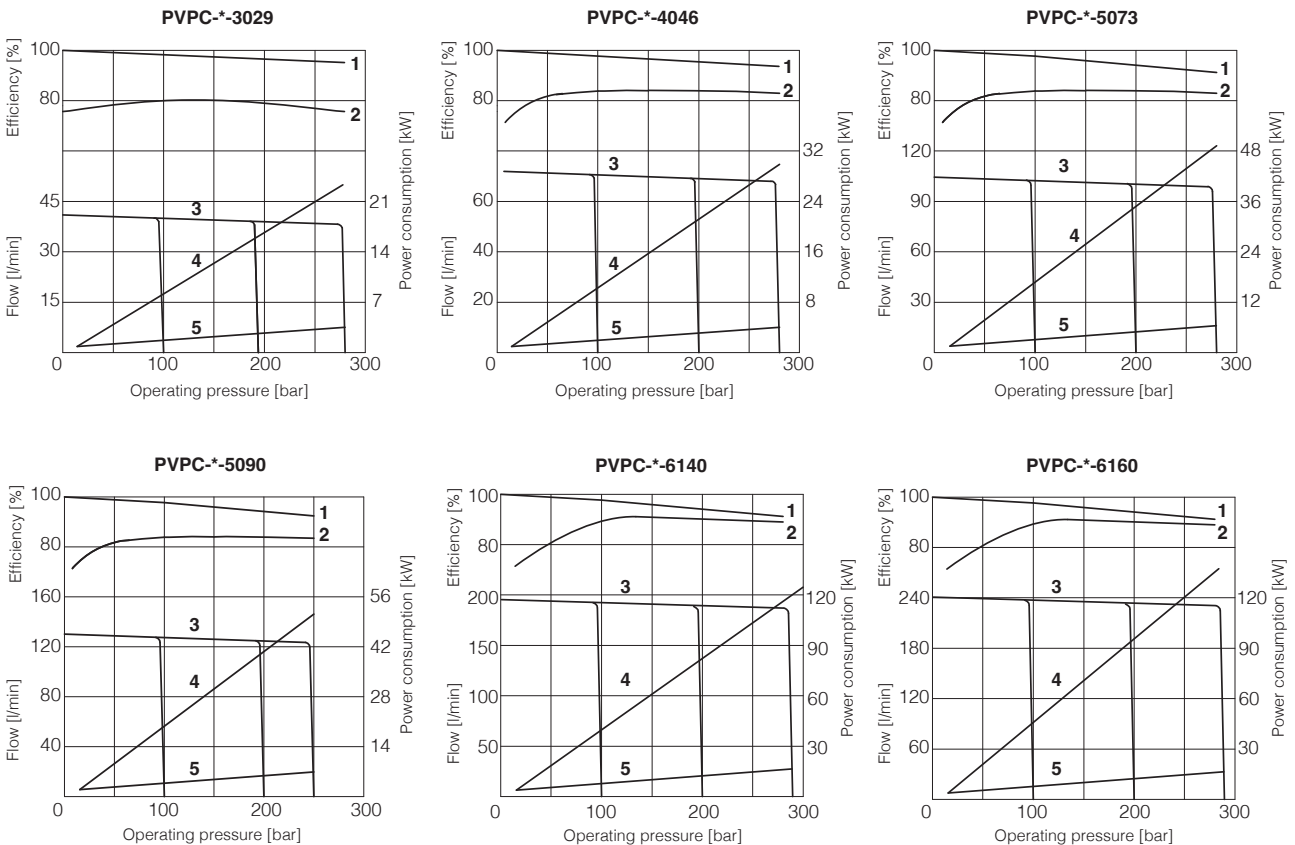 PVPC-*-3029
Efficiency [%]
100
80
1
2
Flow [l/min]
45
30
15
3
4
5
21
14
7
Power consumption [kW]
0 100 200 300
Operating pressure [bar]
PVPC-*-4046
Efficiency [%]
100
80
1
2
Flow [l/min]
60
40
20
3
4
5
32
24
16
8
Power consumption [kW]
0 100 200 300
Operating pressure [bar]
PVPC-*-5073
Efficiency [%]
100
80
1
2
Flow [l/min]
120
90
60
30
3
4
5
48
36
24
12
Power consumption [kW]
0 100 200 300
Operating pressure [bar]
PVPC-*-5090
Efficiency [%]
100
80
1
2
Flow [l/min]
160
120
80
40
3
4
5
56
42
28
14
Power consumption [kW]
0 100 200 300
Operating pressure [bar]
PVPC-*-6140
Efficiency [%]
100
80
1
2
Flow [l/min]
200
150
100
50
3
4
5
120
90
60
30
Power consumption [kW]
0 100 200 300
Operating pressure [bar]
PVPC-*-6160
Efficiency [%]
100
80
1
2
Flow [l/min]
240
180
120
60
3
4
5
120
90
60
30
Power consumption [kW]
0 100 200 300
Operating pressure [bar]